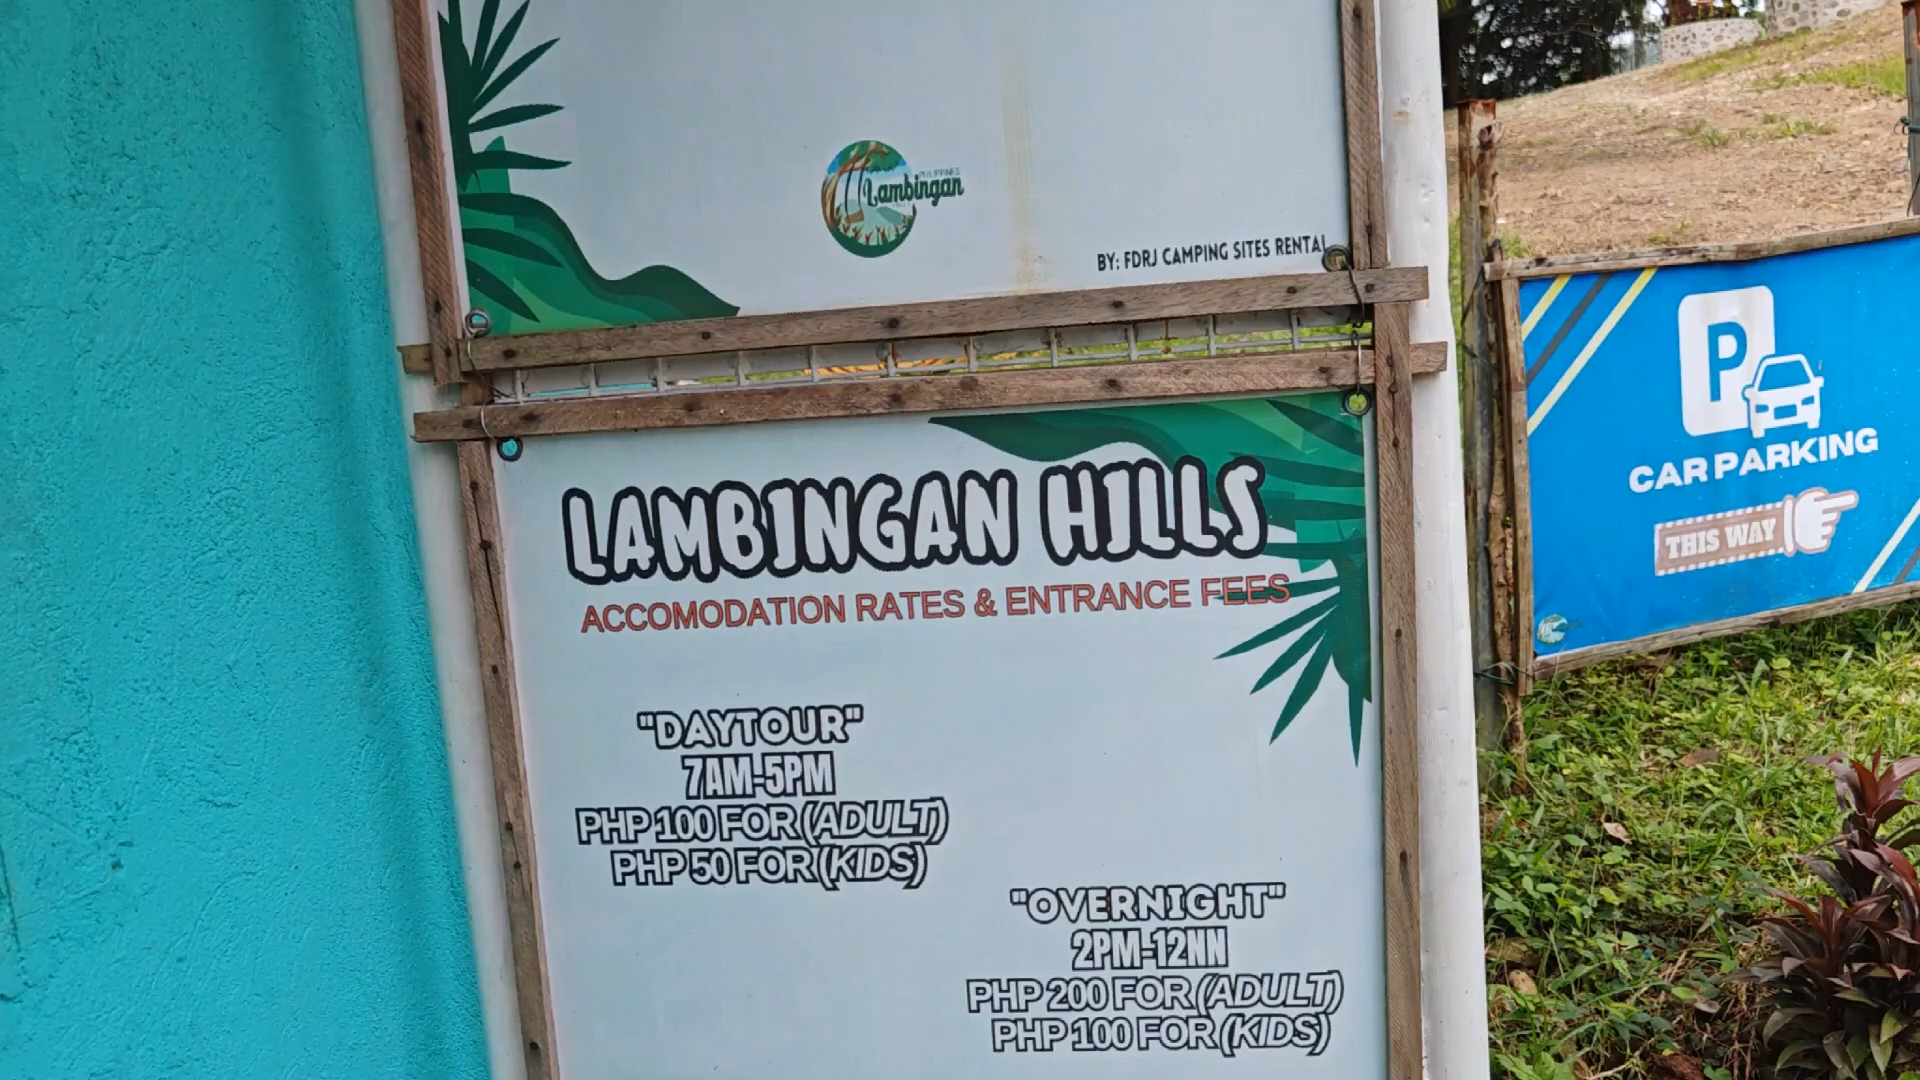 PHILIPPINES
Lambingan
BY: FDRJ CAMPING SITES RENTAL
LAMBINGAN HILLS
ACCOMODATION RATES & ENTRANCE FEES
"DAYTOUR"
7AM-5PM
PHP 100 FOR (ADULT)
PHP 50 FOR (KIDS)
"OVERNIGHT"
2PM-12NN
PHP 200 FOR (ADULT)
PHP 100 FOR (KIDS)
P
CAR PARKING
THIS WAY